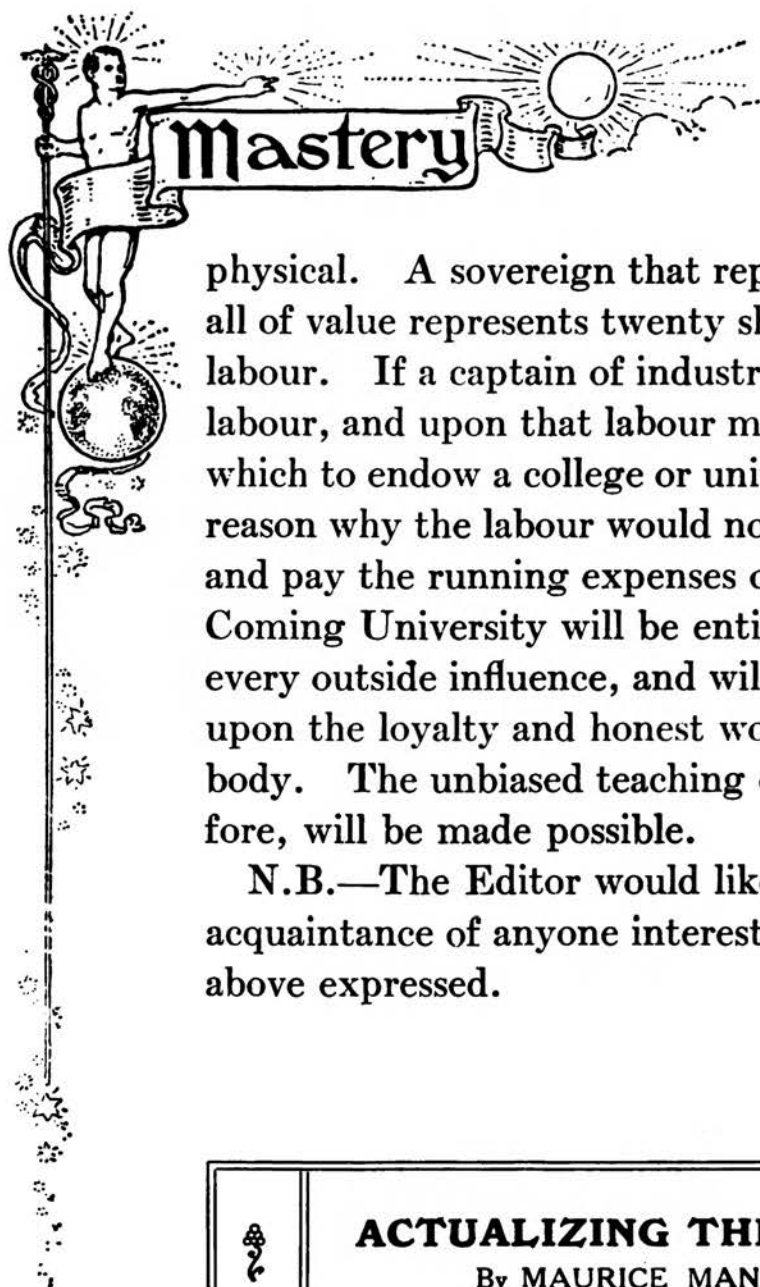 Mastery
physical. A sovereign that rep
all of value represents twenty sl
labour. If a captain of industr
labour, and upon that labour m
which to endow a college or uni
reason why the labour would no
and pay the running expenses o
Coming University will be enti
every outside influence, and wil
upon the loyalty and honest wo
body. The unbiased teaching
fore, will be made possible.
N.B.—The Editor would lik
acquaintance of anyone interest
above expressed.
ACTUALIZING TH
By MAURICE MAN